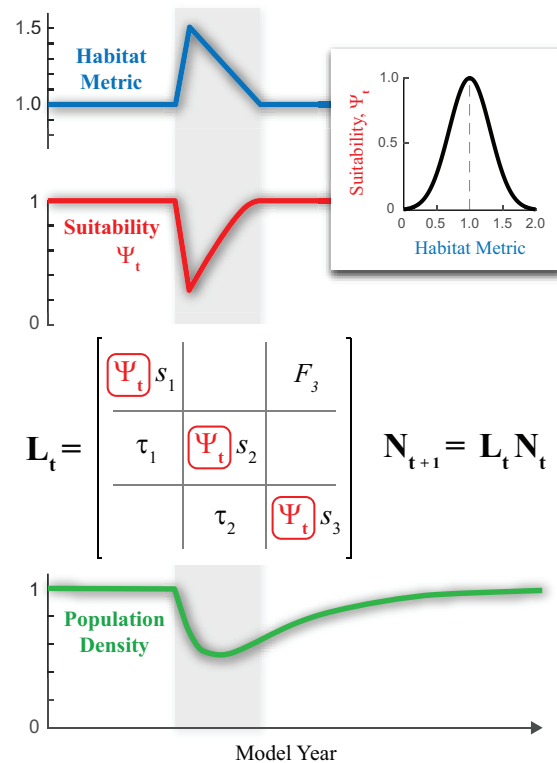 1.5
Habitat
Metric
1.0
Suitability, Ψt
1.0
0.5
0
0
0.5
1.0
1.5
2.0
Habitat Metric
1
Suitability
Ψt
0
Lt = Ψt s1 F3
τ1 Ψt s2
τ2 Ψt s3
Nt+1 = Lt Nt
1
Population
Density
0
Model Year